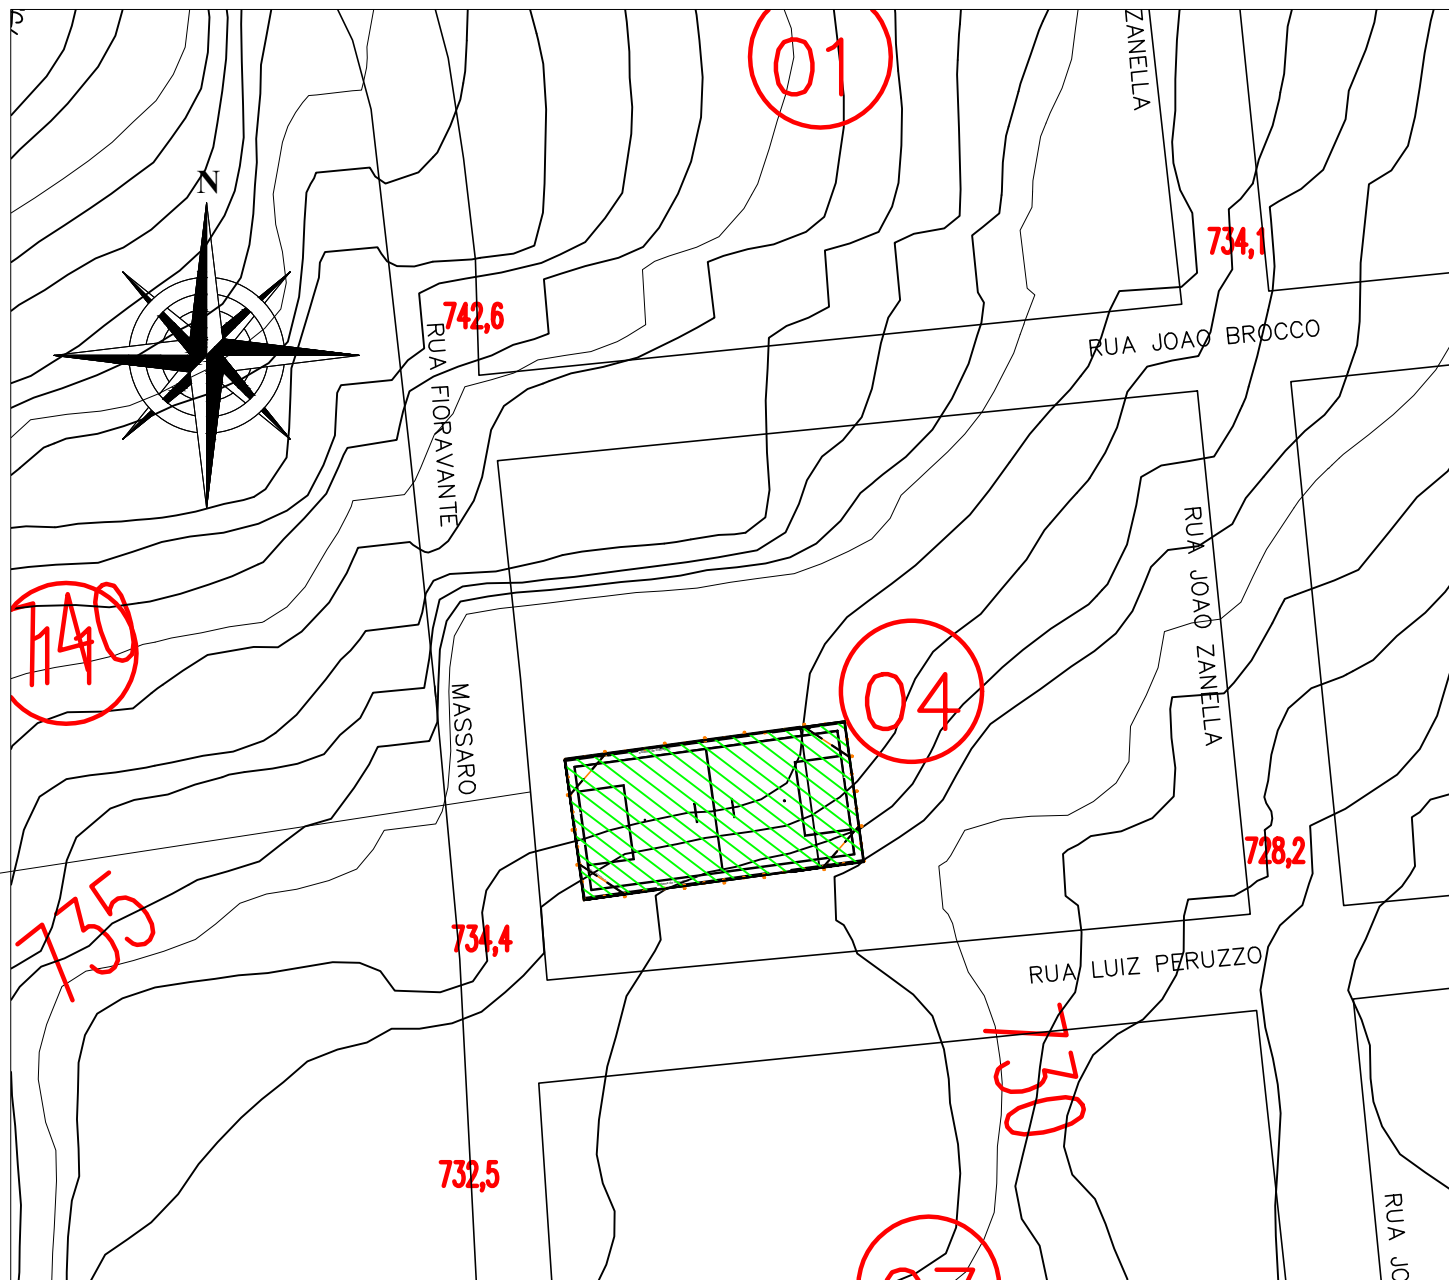 01
ZANELLA
N
734,1
742,6
RUA JOAO BROCCO
RUA FIORAVANTE
MASSARO
RUA JOAO ZANELLA
740
04
728,2
735
734,4
RUA LUIZ PERUZZO
730
732,5
RUA JO